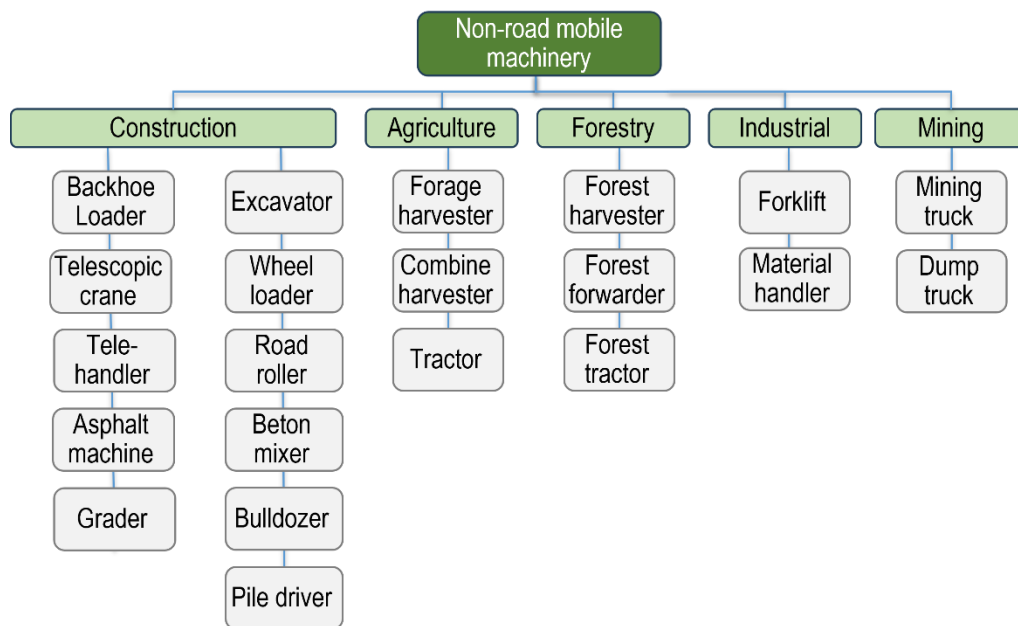 Non-road mobile
machinery
Construction
Agriculture
Forestry
Industrial
Mining
Backhoe
Loader
Telescopic
crane
Tele-
handler
Asphalt
machine
Grader
Excavator
Wheel
loader
Road
roller
Beton
mixer
Bulldozer
Pile driver
Forage
harvester
Combine
harvester
Tractor
Forest
harvester
Forest
forwarder
Forest
tractor
Forklift
Material
handler
Mining
truck
Dump
truck